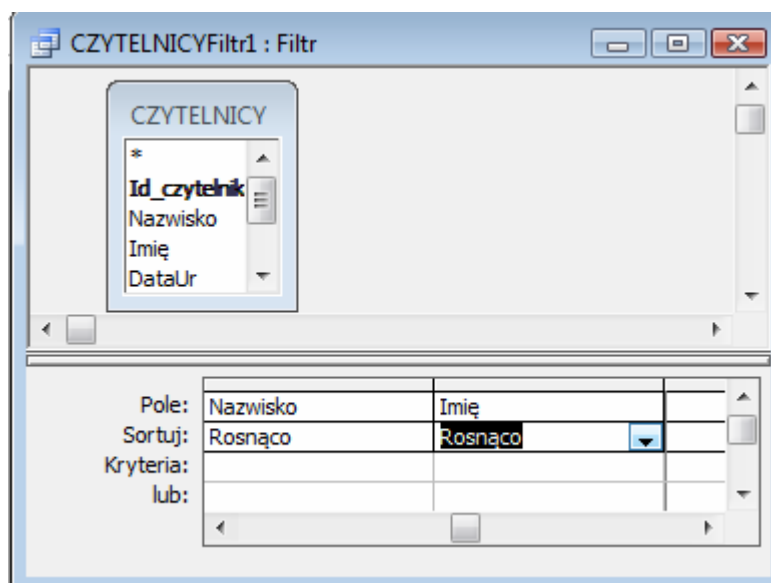 CZYTELNICYFiltr1 : Filtr
CZYTELNICY
*
Id_czytelnik
Nazwisko
Imię
DataUr
Pole: Nazwisko Imię
Sortuj: Rosnąco Rosnąco
Kryteria:
lub: